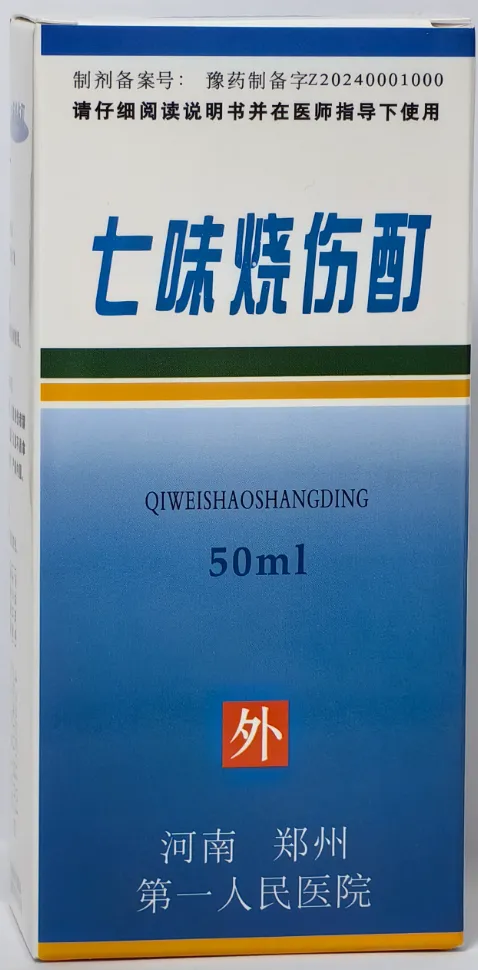 制剂备案号： 豫药制备字Z20240001000
请仔细阅读说明书并在医师指导下使用
七味烧伤酊
QIWEISHAOSHANGDING
50ml
外
河南 郑州
第一人民医院